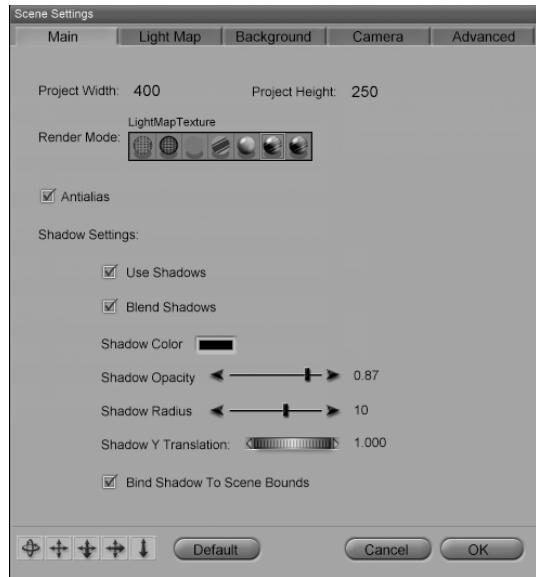 Scene Settings
Main Light Map Background Camera Advanced
Project Width: 400 Project Height: 250
LightMapTexture
Render Mode:
Antialias
Shadow Settings:
Use Shadows
Blend Shadows
Shadow Color
Shadow Opacity 0.87
Shadow Radius 10
Shadow Y Translation: 1.000
Bind Shadow To Scene Bounds
Default Cancel OK